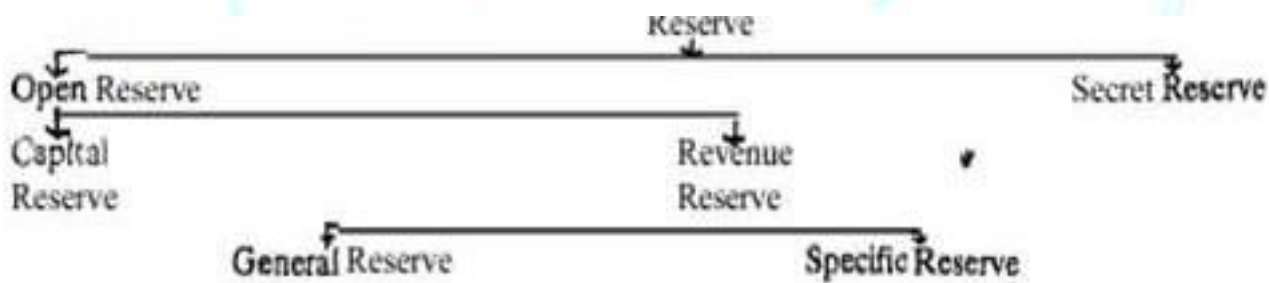 Reserve
Open Reserve Secret Reserve
Capital Revenue
Reserve Reserve
General Reserve Specific Reserve